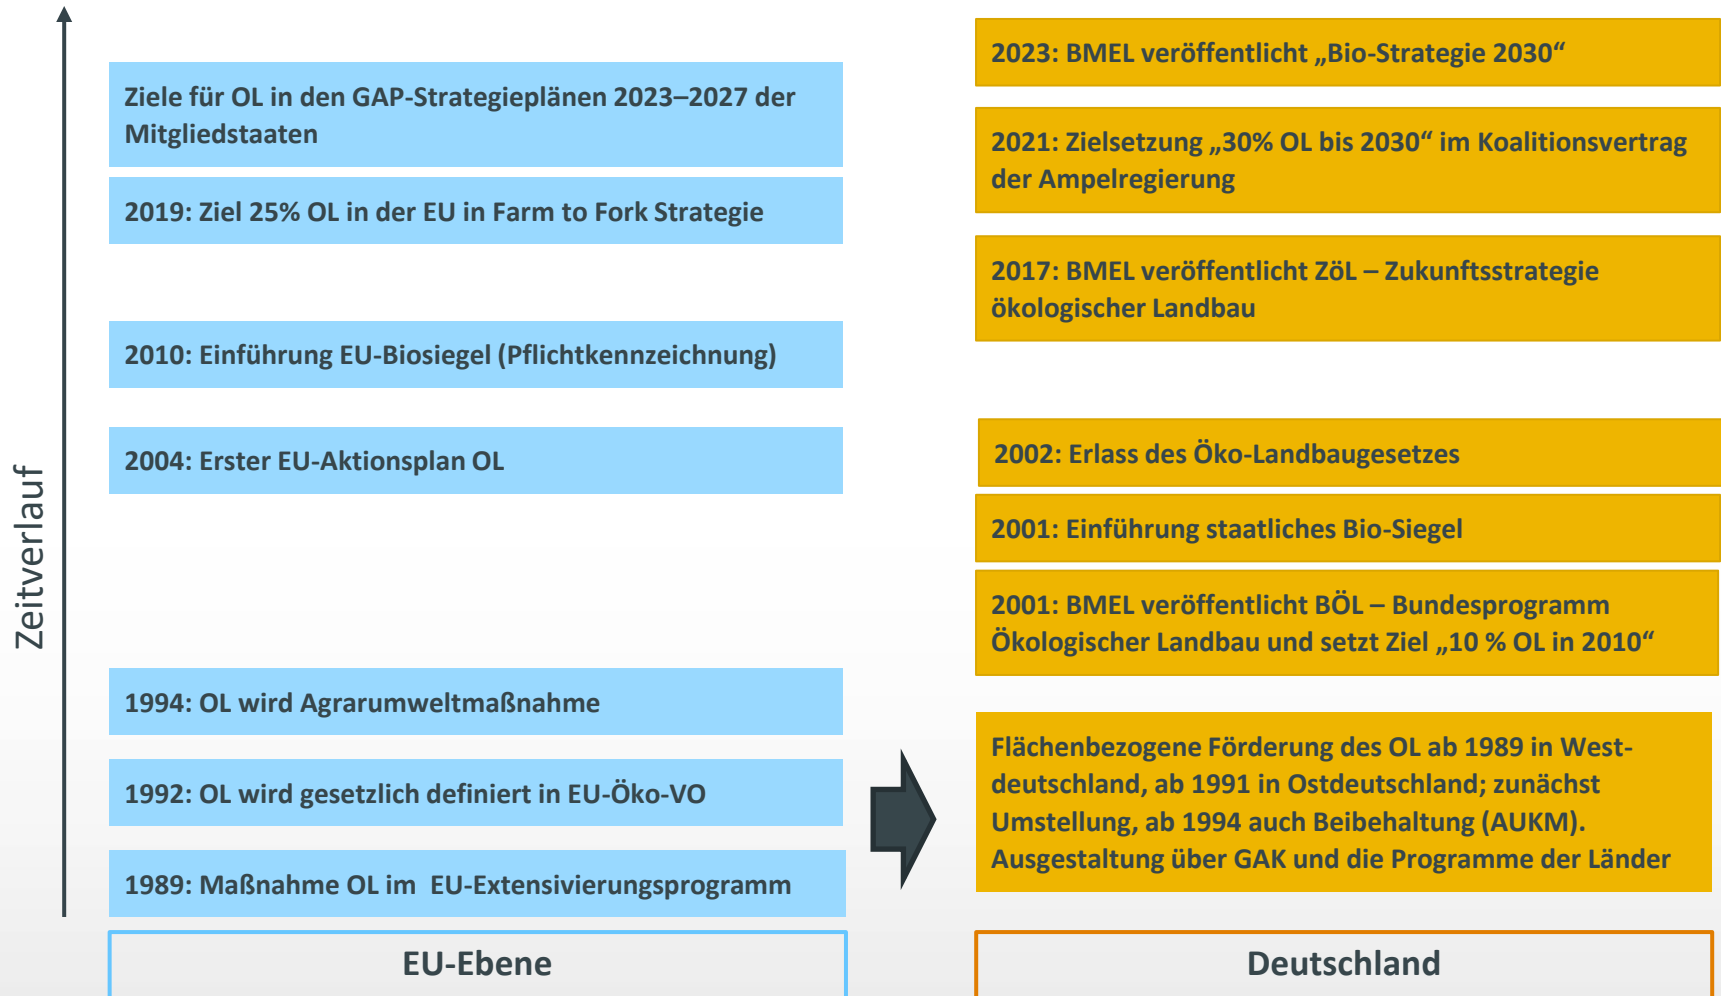 Zeitverlauf
Ziele für OL in den GAP-Strategieplänen 2023–2027 der
Mitgliedstaaten
2019: Ziel 25% OL in der EU in Farm to Fork Strategie
2010: Einführung EU-Biosiegel (Pflichtkennzeichnung)
2004: Erster EU-Aktionsplan OL
1994: OL wird Agrarumweltmaßnahme
1992: OL wird gesetzlich definiert in EU-Öko-VO
1989: Maßnahme OL im EU-Extensivierungsprogramm
EU-Ebene
2023: BMEL veröffentlicht „Bio-Strategie 2030“
2021: Zielsetzung „30% OL bis 2030“ im Koalitionsvertrag
der Ampelregierung
2017: BMEL veröffentlicht ZöL – Zukunftsstrategie
ökologischer Landbau
2002: Erlass des Öko-Landbaugesetzes
2001: Einführung staatliches Bio-Siegel
2001: BMEL veröffentlicht BÖL – Bundesprogramm
Ökologischer Landbau und setzt Ziel „10 % OL in 2010“
Flächenbezogene Förderung des OL ab 1989 in West-
deutschland, ab 1991 in Ostdeutschland; zunächst
Umstellung, ab 1994 auch Beibehaltung (AUKM).
Ausgestaltung über GAK und die Programme der Länder
Deutschland